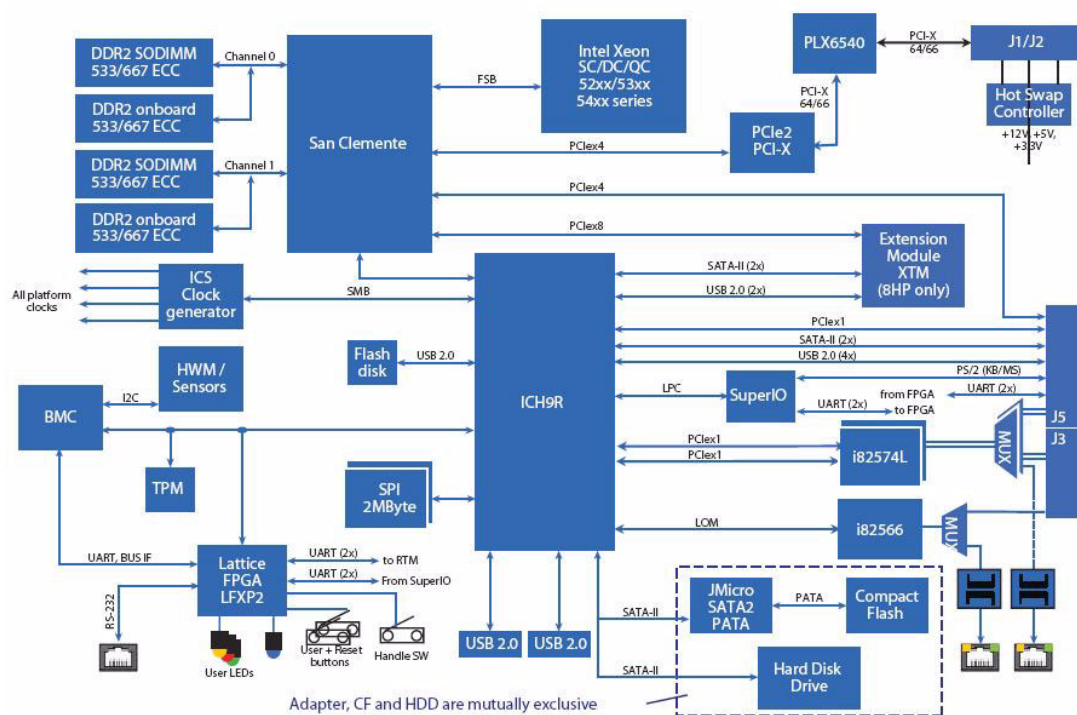 DDR2 SODIMM
533/667 ECC
Channel 0
DDR2 onboard
533/667 ECC
DDR2 SODIMM
533/667 ECC
Channel 1
DDR2 onboard
533/667 ECC
San Clemente
FSB
Intel Xeon
SC/DC/QC
52xx/53xx
54xx series
PLX6540
PCI-X
64/66
J1/J2
Hot Swap
Controller
+12V, +5V,
+3,3V
PCI-X
64/66
PCIe2
PCI-X
PCIex4
PCIex4
PCIex8
Extension
Module
XTM
(8HP only)
SATA-II (2x)
USB 2.0 (2x)
All platform
clocks
ICS
Clock
generator
SMB
Flash
disk
USB 2.0
ICH9R
PCIex1
SATA-II (2x)
USB 2.0 (4x)
PS/2 (KB/MS)
LPC
SuperIO
UART (2x)
from FPGA
to FPGA
UART (2x)
J5
J3
HWM /
Sensors
I2C
BMC
TPM
SPI
2MByte
PCIex1
PCIex1
i82574L
MUX
LOM
i82566
MUX
UART, BUS IF
Lattice
FPGA
LFXP2
UART (2x)
to RTM
UART (2x)
From SuperIO
RS-232
User LEDs
User + Reset
buttons
Handle SW
USB 2.0
USB 2.0
SATA-II
JMicro
SATA2
PATA
PATA
Compact
Flash
SATA-II
Hard Disk
Drive
Adapter, CF and HDD are mutually exclusive